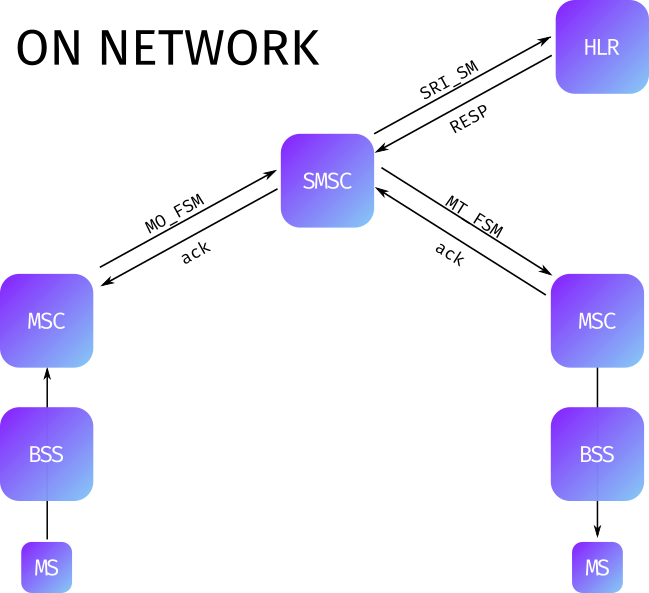 ON NETWORK
HLR
SRI_SM
RESP
SMSC
MO_FSM
ack
MT_FSM
ack
MSC
MSC
BSS
BSS
MS
MS